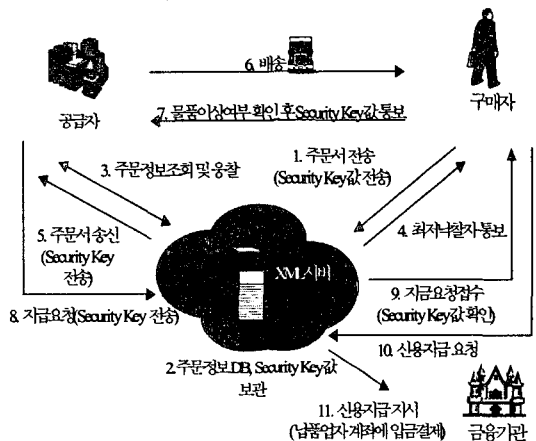 6. 배송
공급자
구매자
7. 물품이상여부 확인 후 Security Key값 통보
1. 주문서 전송
(Security Key값 전송)
3. 주문정보조회 및 응찰
4. 최저낙찰자 통보
5. 주문서 송신
(Security Key
전송)
XML서버
8. 지급요청(Security Key 전송)
9. 지금요청접수
(Security Key값 확인)
10. 신용지급 요청
2. 주문정보 DB, Security Key값
보관
11. 신용지급 지시
(납품업자 계좌에 입금결제)
금융기관